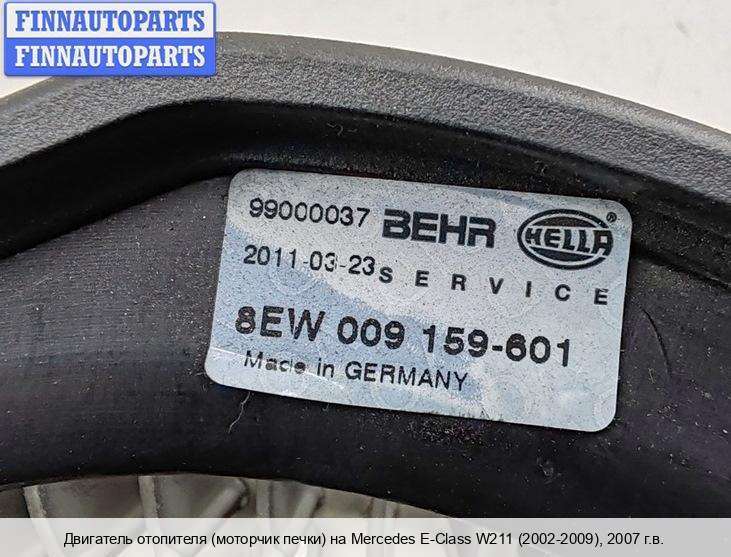 FINNAUTOPARTS
FINNAUTOPARTS
99000037 BEHR HELLA ®
2011-03-23 SERVICE
8EW 009 159-601
Made in GERMANY
Двигатель отопителя (моторчик печки) на Mercedes E-Class W211 (2002-2009), 2007 г.в.